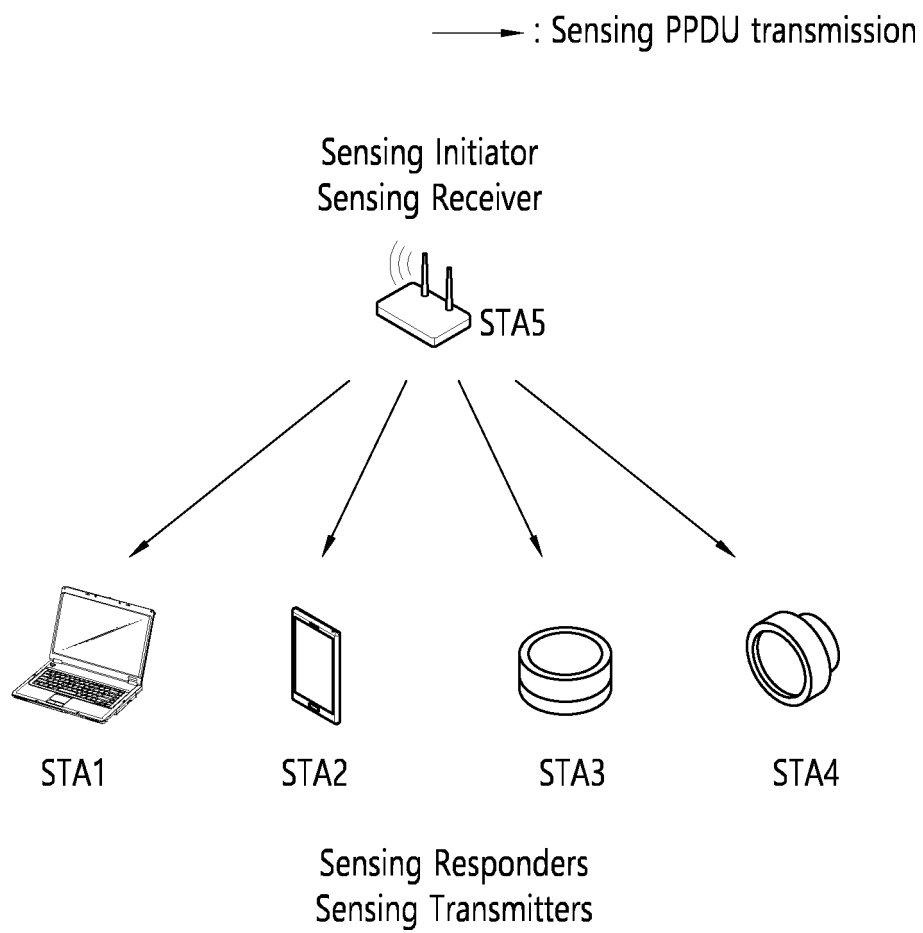 : Sensing PPDU transmission
Sensing Initiator
Sensing Receiver
STA5
STA1
STA2
STA3
STA4
Sensing Responders
Sensing Transmitters